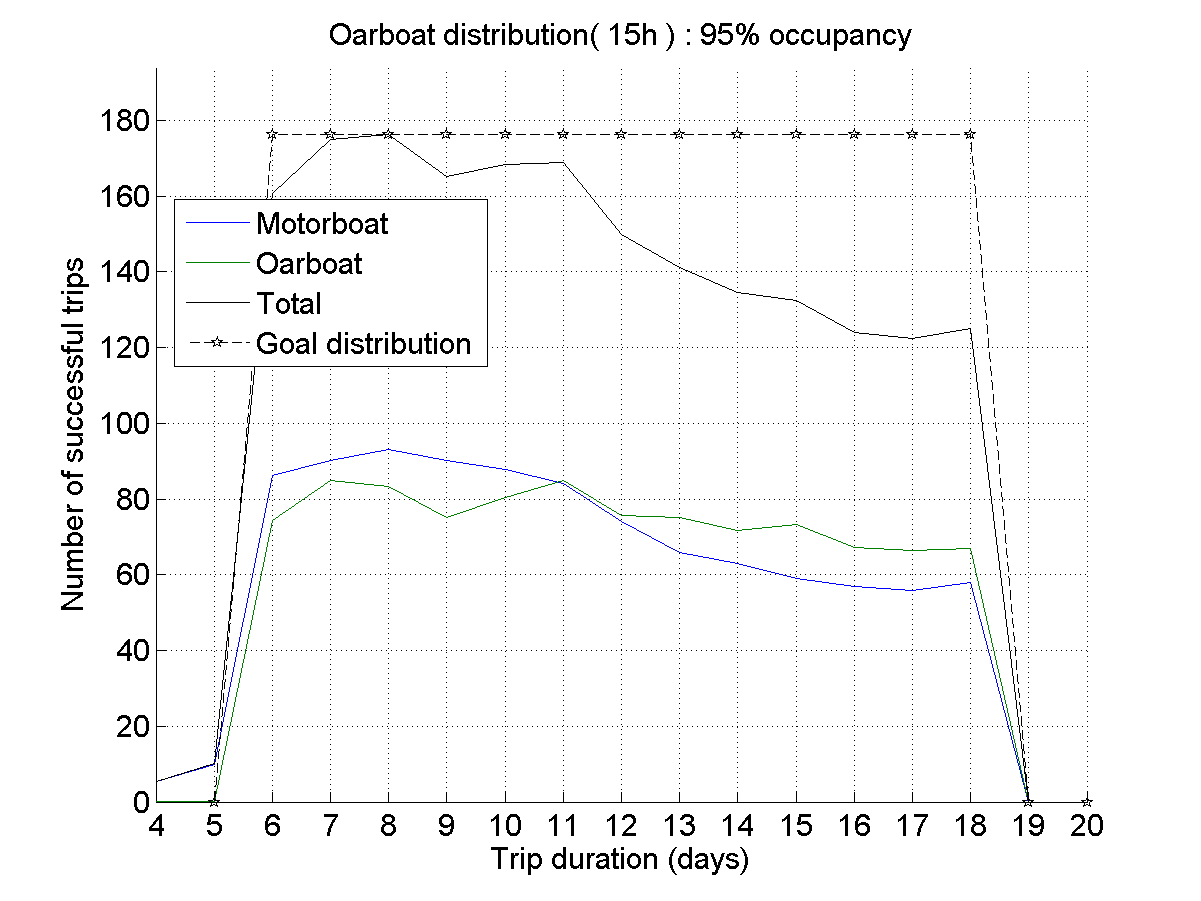 Oarboat distribution( 15h ) : 95% occupancy
180
160
140
120
100
80
60
40
20
0
Number of successful trips
Motorboat
Oarboat
Total
Goal distribution
4 5 6 7 8 9 10 11 12 13 14 15 16 17 18 19 20
Trip duration (days)